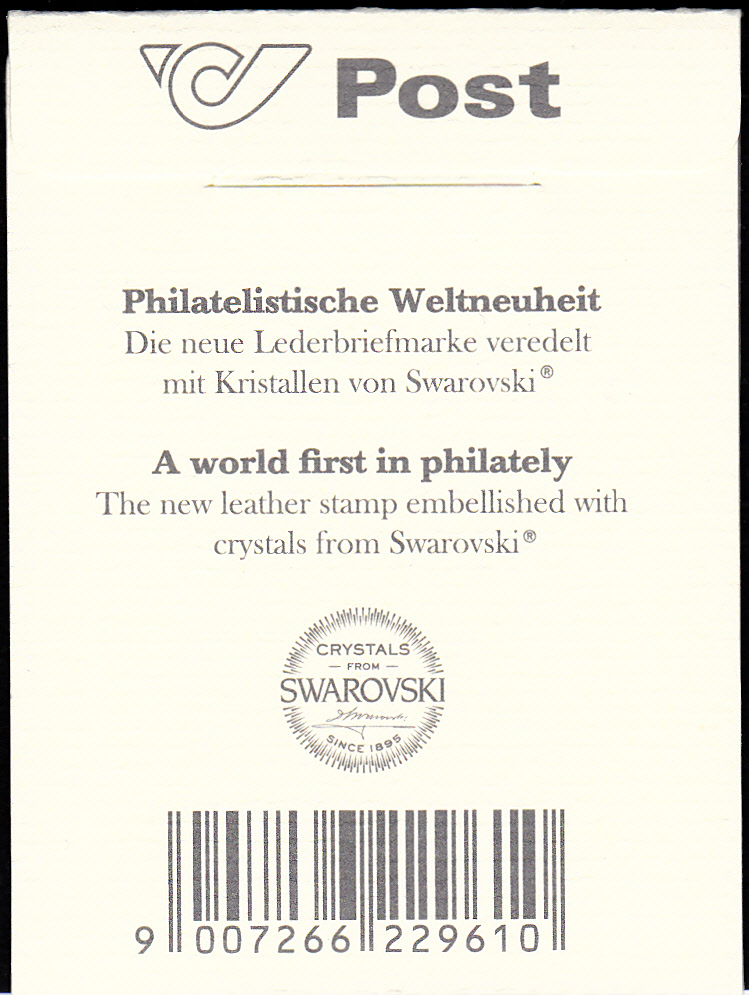 Post
Philatelistische Weltneuheit
Die neue Lederbriefmarke veredelt
mit Kristallen von Swarovski®
A world first in philately
The new leather stamp embellished with
crystals from Swarovski®
CRYSTALS
– FROM –
SWAROVSKI
SINCE 1895
9 007266 229610